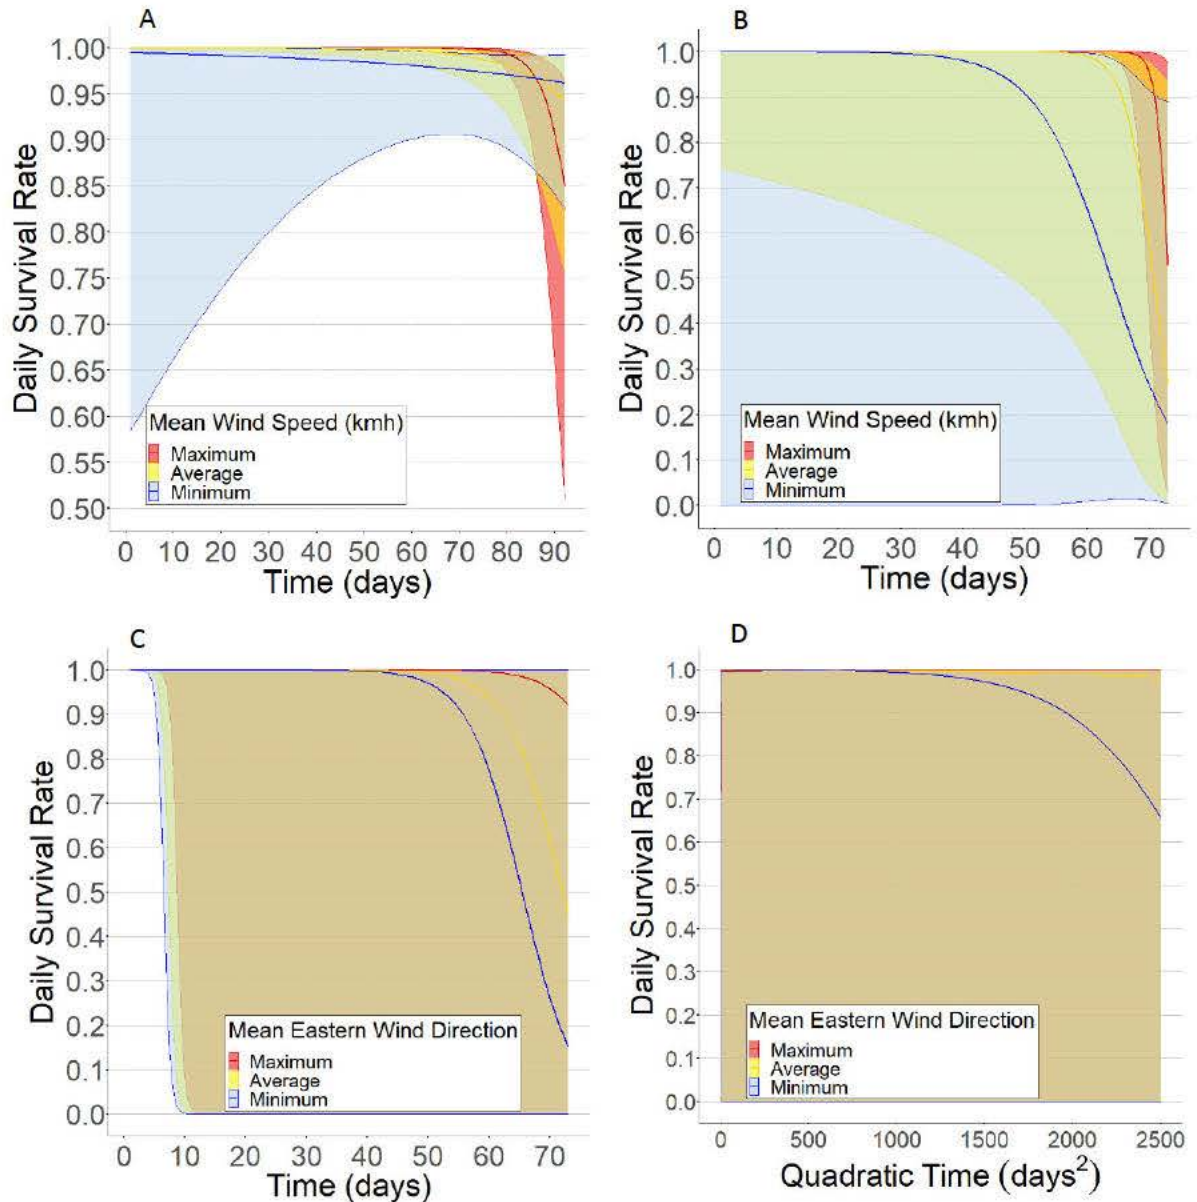 A
1.00
0.95
0.90
0.85
0.80
0.75
0.70
0.65
0.60
0.55
0.50
Daily Survival Rate
Mean Wind Speed (kmh)
Maximum
Average
Minimum
0 10 20 30 40 50 60 70 80 90
Time (days)
B
1.0
0.9
0.8
0.7
0.6
0.5
0.4
0.3
0.2
0.1
0.0
Daily Survival Rate
Mean Wind Speed (kmh)
Maximum
Average
Minimum
0 10 20 30 40 50 60 70
Time (days)
C
1.0
0.9
0.8
0.7
0.6
0.5
0.4
0.3
0.2
0.1
0.0
Daily Survival Rate
Mean Eastern Wind Direction
Maximum
Average
Minimum
0 10 20 30 40 50 60 70
Time (days)
D
1.0
0.9
0.8
0.7
0.6
0.5
0.4
0.3
0.2
0.1
0.0
Daily Survival Rate
Mean Eastern Wind Direction
Maximum
Average
Minimum
0 500 1000 1500 2000 2500
Quadratic Time (days²)